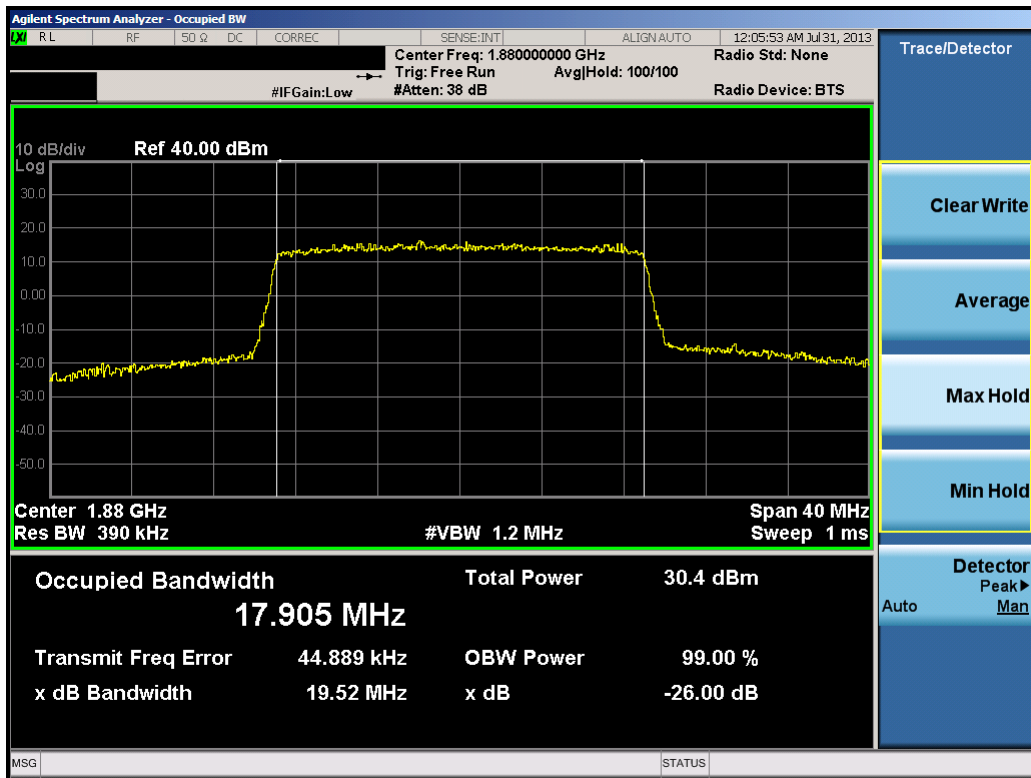 Agilent Spectrum Analyzer - Occupied BW
LXI RL RF 50 Ω DC CORREC SENSE:INT ALIGN AUTO 12:05:53 AM Jul 31, 2013
Center Freq: 1.880000000 GHz Radio Std: None
Trig: Free Run Avg|Hold: 100/100
#IFGain:Low #Atten: 38 dB Radio Device: BTS
10 dB/div Ref 40.00 dBm
Log
30.0
20.0
10.0
0.00
-10.0
-20.0
-30.0
-40.0
-50.0
Center 1.88 GHz Span 40 MHz
Res BW 390 kHz #VBW 1.2 MHz Sweep 1 ms
Occupied Bandwidth Total Power 30.4 dBm
17.905 MHz
Transmit Freq Error 44.889 kHz OBW Power 99.00 %
x dB Bandwidth 19.52 MHz x dB -26.00 dB
MSG STATUS
Trace/Detector
Clear Write
Average
Max Hold
Min Hold
Detector
Peak▶
Auto Man